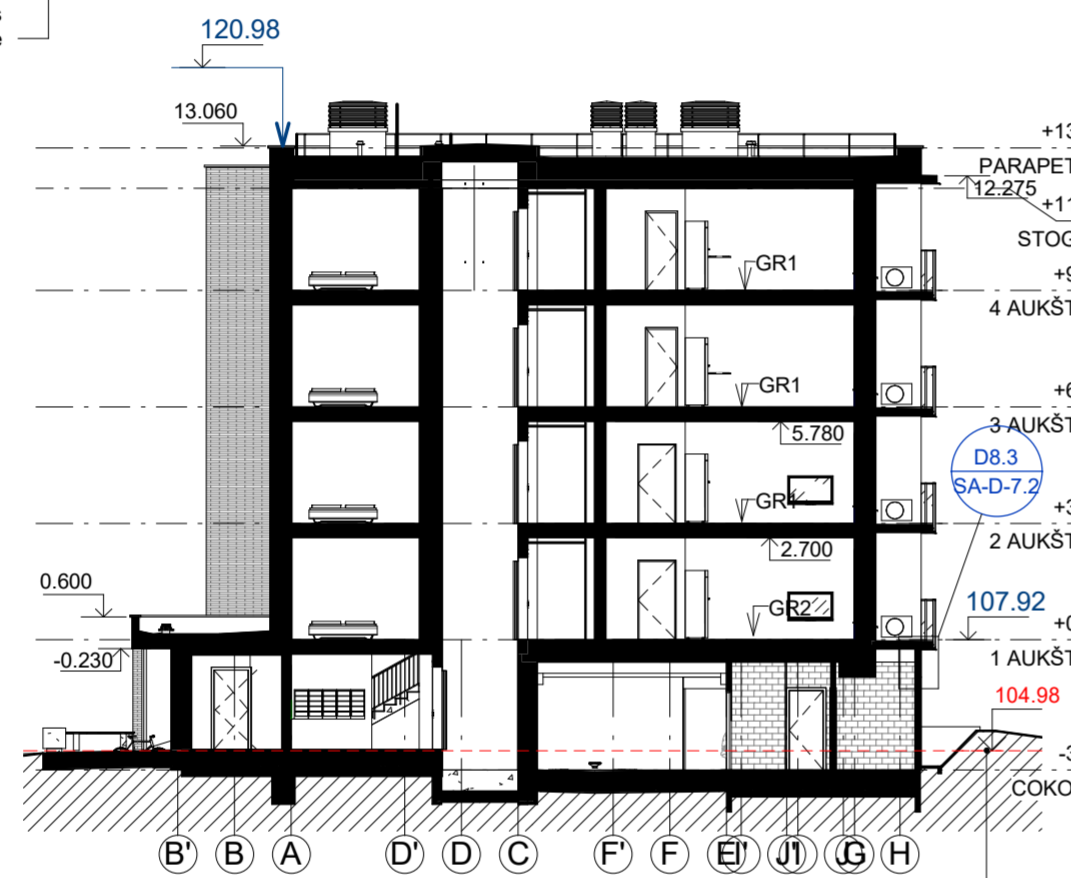 120.98
13.060
+13
PARAPET
12.275
+11
STOG
GR1
+9
4 AUKŠT
GR1
+6
3 AUKŠT
5.780
D8.3
SA-D-7.2
GR1
+3
2 AUKŠT
2.700
0.600
GR2
107.92
+0
-0.230
1 AUKŠT
104.98
-3
COKO
B' B A D' D C F' F E I' J' I J G H